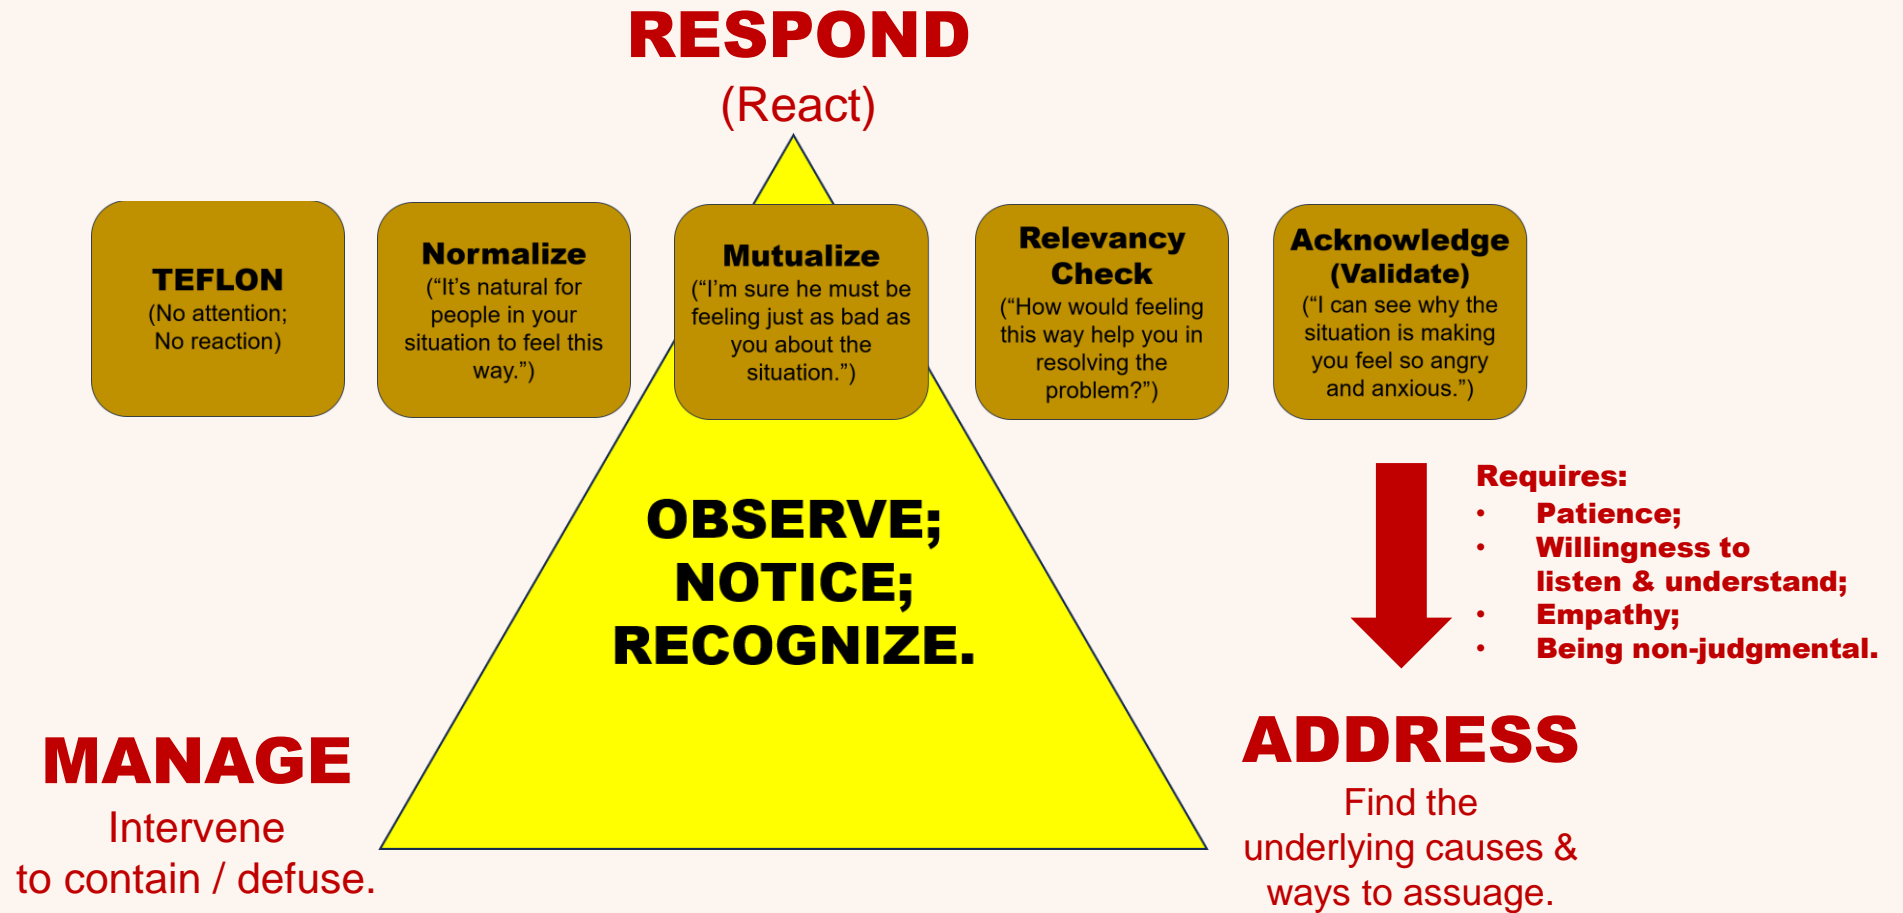 RESPOND
(React)
TEFLON
(No attention;
No reaction)
Normalize
(“It's natural for
people in your
situation to feel this
way.”)
Mutualize
(“I'm sure he must be
feeling just as bad as
you about the
situation.”)
Relevancy
Check
(“How would feeling
this way help you in
resolving the
problem?”)
Acknowledge
(Validate)
(“I can see why the
situation is making
you feel so angry
and anxious.”)
OBSERVE;
NOTICE;
RECOGNIZE.
Requires:
• Patience;
• Willingness to
listen & understand;
• Empathy;
• Being non-judgmental.
MANAGE
Intervene
to contain / defuse.
ADDRESS
Find the
underlying causes &
ways to assuage.